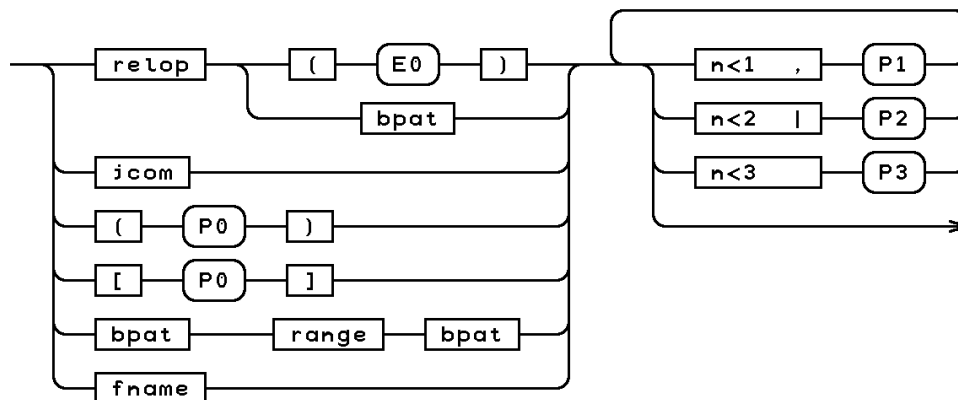 relop ( E0 ) n<1 , P1
bpat n<2 | P2
jcom n<3 P3
( P0 )
[ P0 ]
bpat range bpat
fname